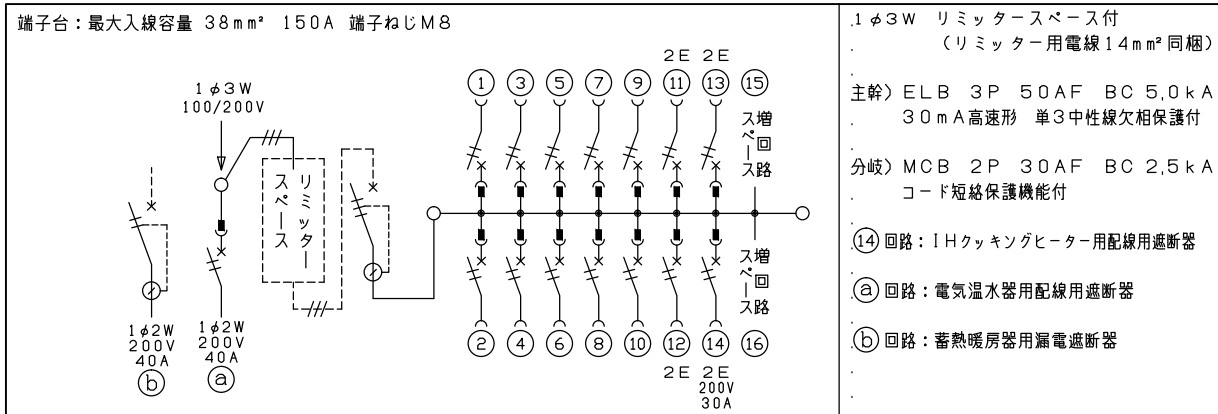 端子台：最大入線容量 38mm² 150A 端子ねじM8
1φ3W
100/200V
リミッター
スペース
1φ2W
200V
40A
ⓑ
1φ2W
200V
40A
ⓐ
2E 2E
① ③ ⑤ ⑦ ⑨ ⑪ ⑬ ⑮
増回路
スペース
増回路
スペース
② ④ ⑥ ⑧ ⑩ ⑫ ⑭ ⑯
2E 2E
200V
30A
1φ3W リミッタースペース付
（リミッター用電線14mm²同梱）
主幹）ELB 3P 50AF BC 5,0kA
30mA高速形 単3中性線欠相保護付
分岐）MCB 2P 30AF BC 2,5kA
コード短絡保護機能付
⑭回路：IHクッキングヒーター用配線用遮断器
ⓐ回路：電気温水器用配線用遮断器
ⓑ回路：蓄熱暖房器用漏電遮断器